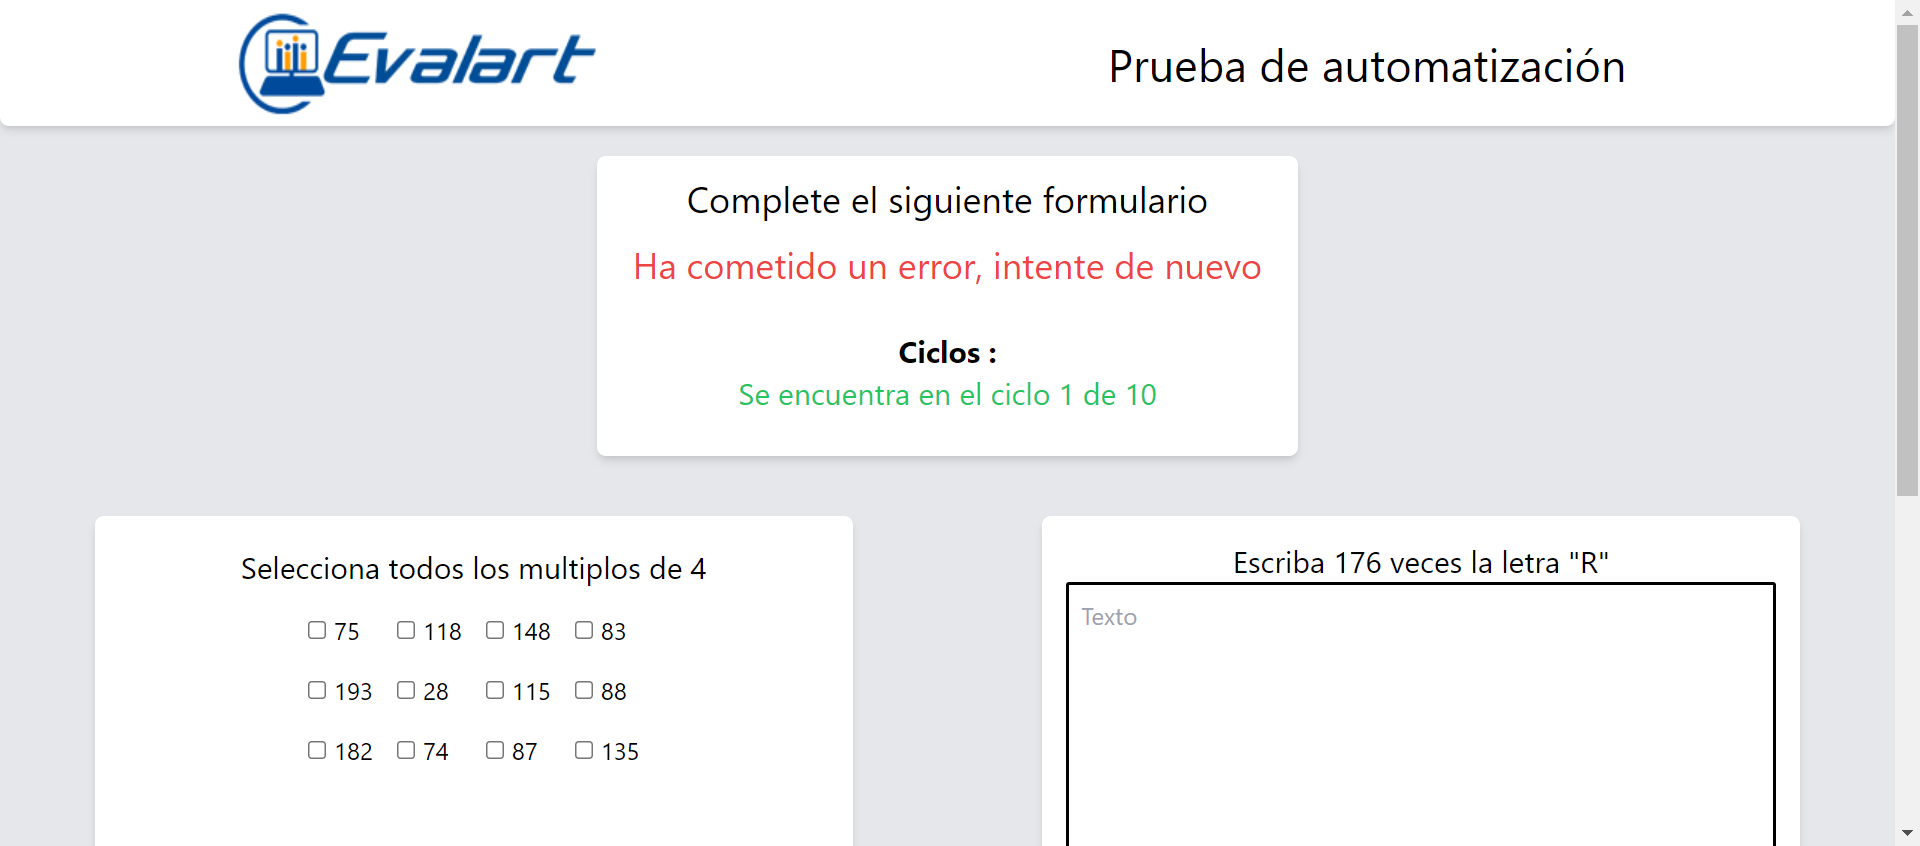 Evalart
Prueba de automatización
Complete el siguiente formulario
Ha cometido un error, intente de nuevo
Ciclos :
Se encuentra en el ciclo 1 de 10
Selecciona todos los multiplos de 4
75 118 148 83
193 28 115 88
182 74 87 135
Escriba 176 veces la letra "R"
Texto